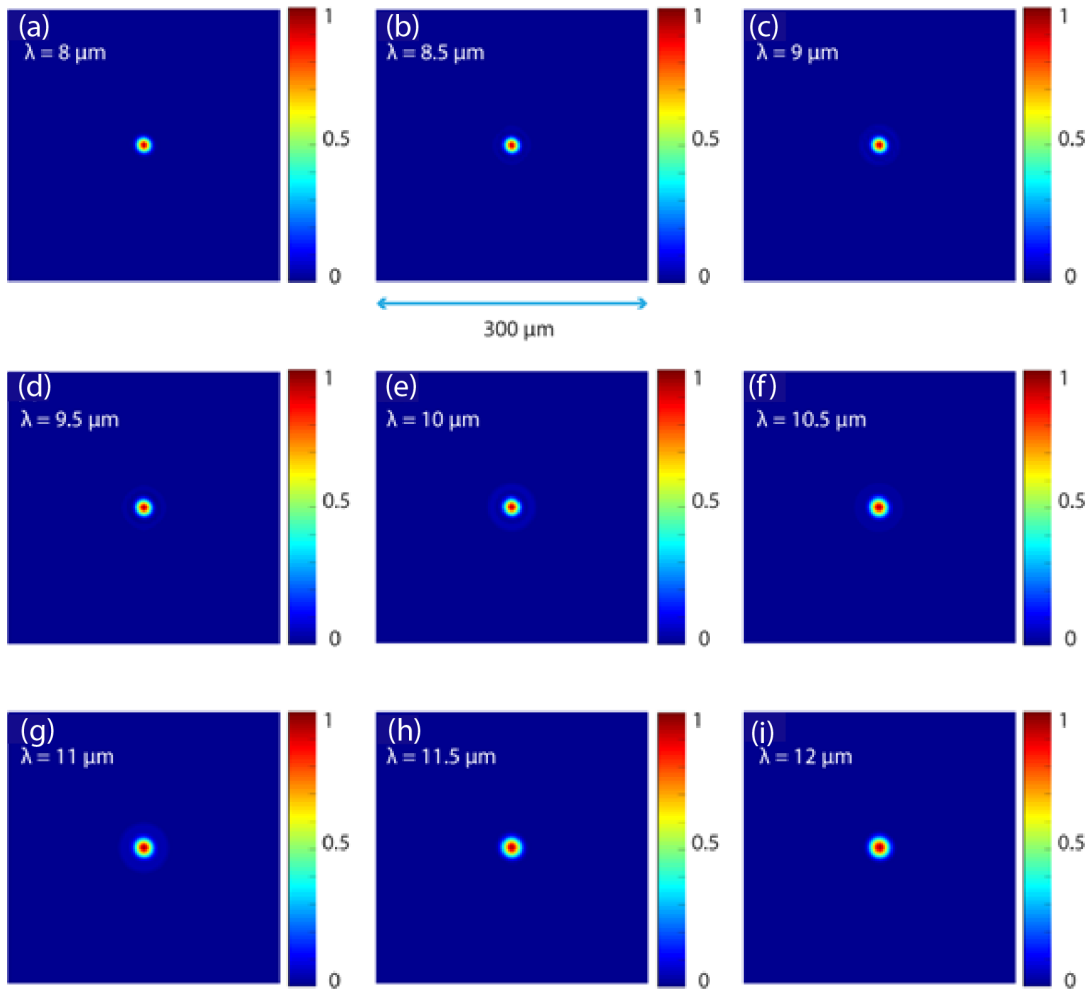 (a)
λ = 8 µm
1
0.5
0
(b)
λ = 8.5 µm
1
0.5
0
(c)
λ = 9 µm
1
0.5
0
300 µm
(d)
λ = 9.5 µm
1
0.5
0
(e)
λ = 10 µm
1
0.5
0
(f)
λ = 10.5 µm
1
0.5
0
(g)
λ = 11 µm
1
0.5
0
(h)
λ = 11.5 µm
1
0.5
0
(i)
λ = 12 µm
1
0.5
0